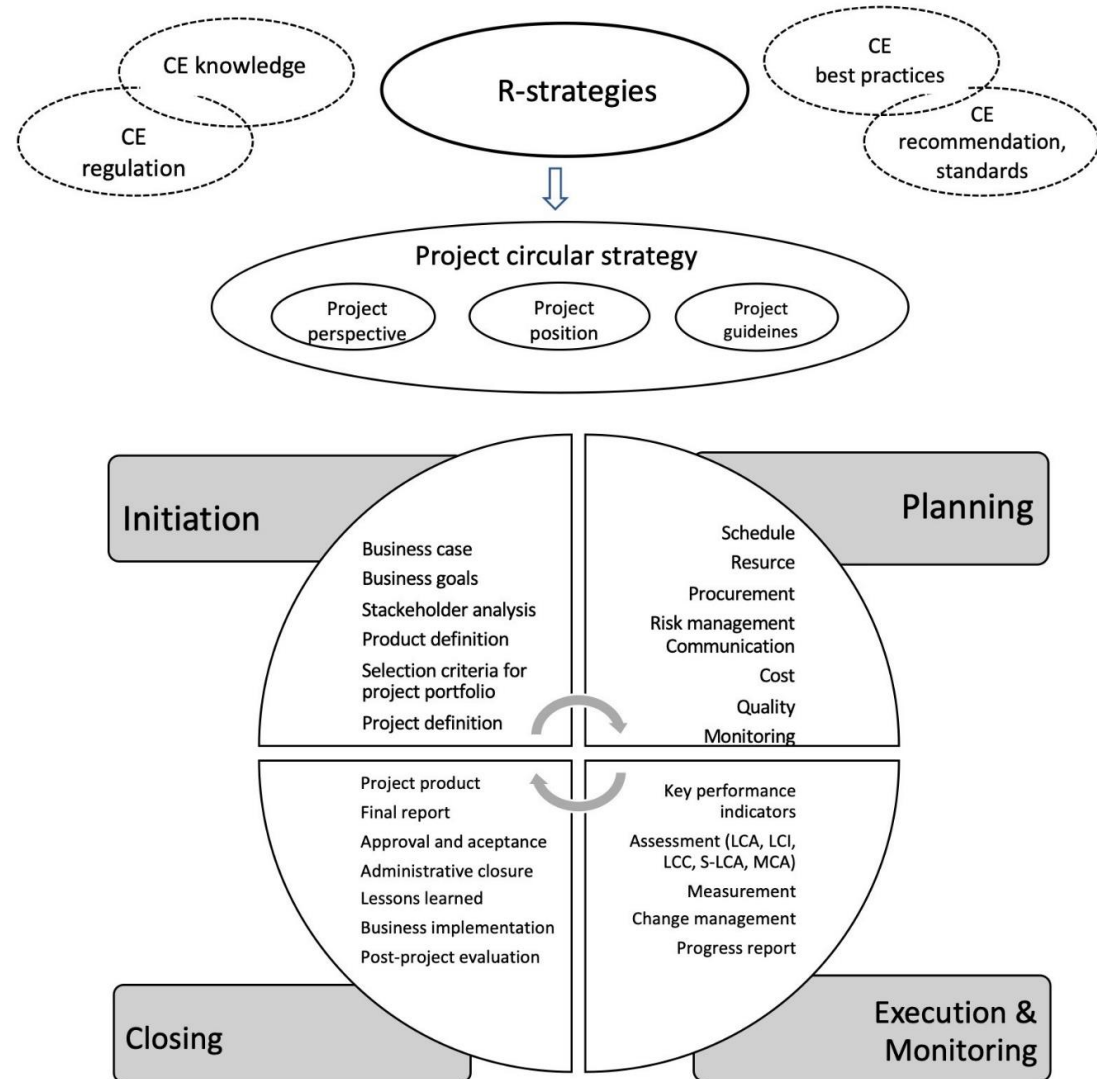 CE knowledge
CE
regulation
R-strategies
CE
best practices
CE
recommendation,
standards
Project circular strategy
Project
perspective
Project
position
Project
guideines
Initiation
Business case
Business goals
Stackeholder analysis
Product definition
Selection criteria for
project portfolio
Project definition
Planning
Schedule
Resurce
Procurement
Risk management
Communication
Cost
Quality
Monitoring
Project product
Final report
Approval and aceptance
Administrative closure
Lessons learned
Business implementation
Post-project evaluation
Closing
Key performance
indicators
Assessment (LCA, LCI,
LCC, S-LCA, MCA)
Measurement
Change management
Progress report
Execution &
Monitoring